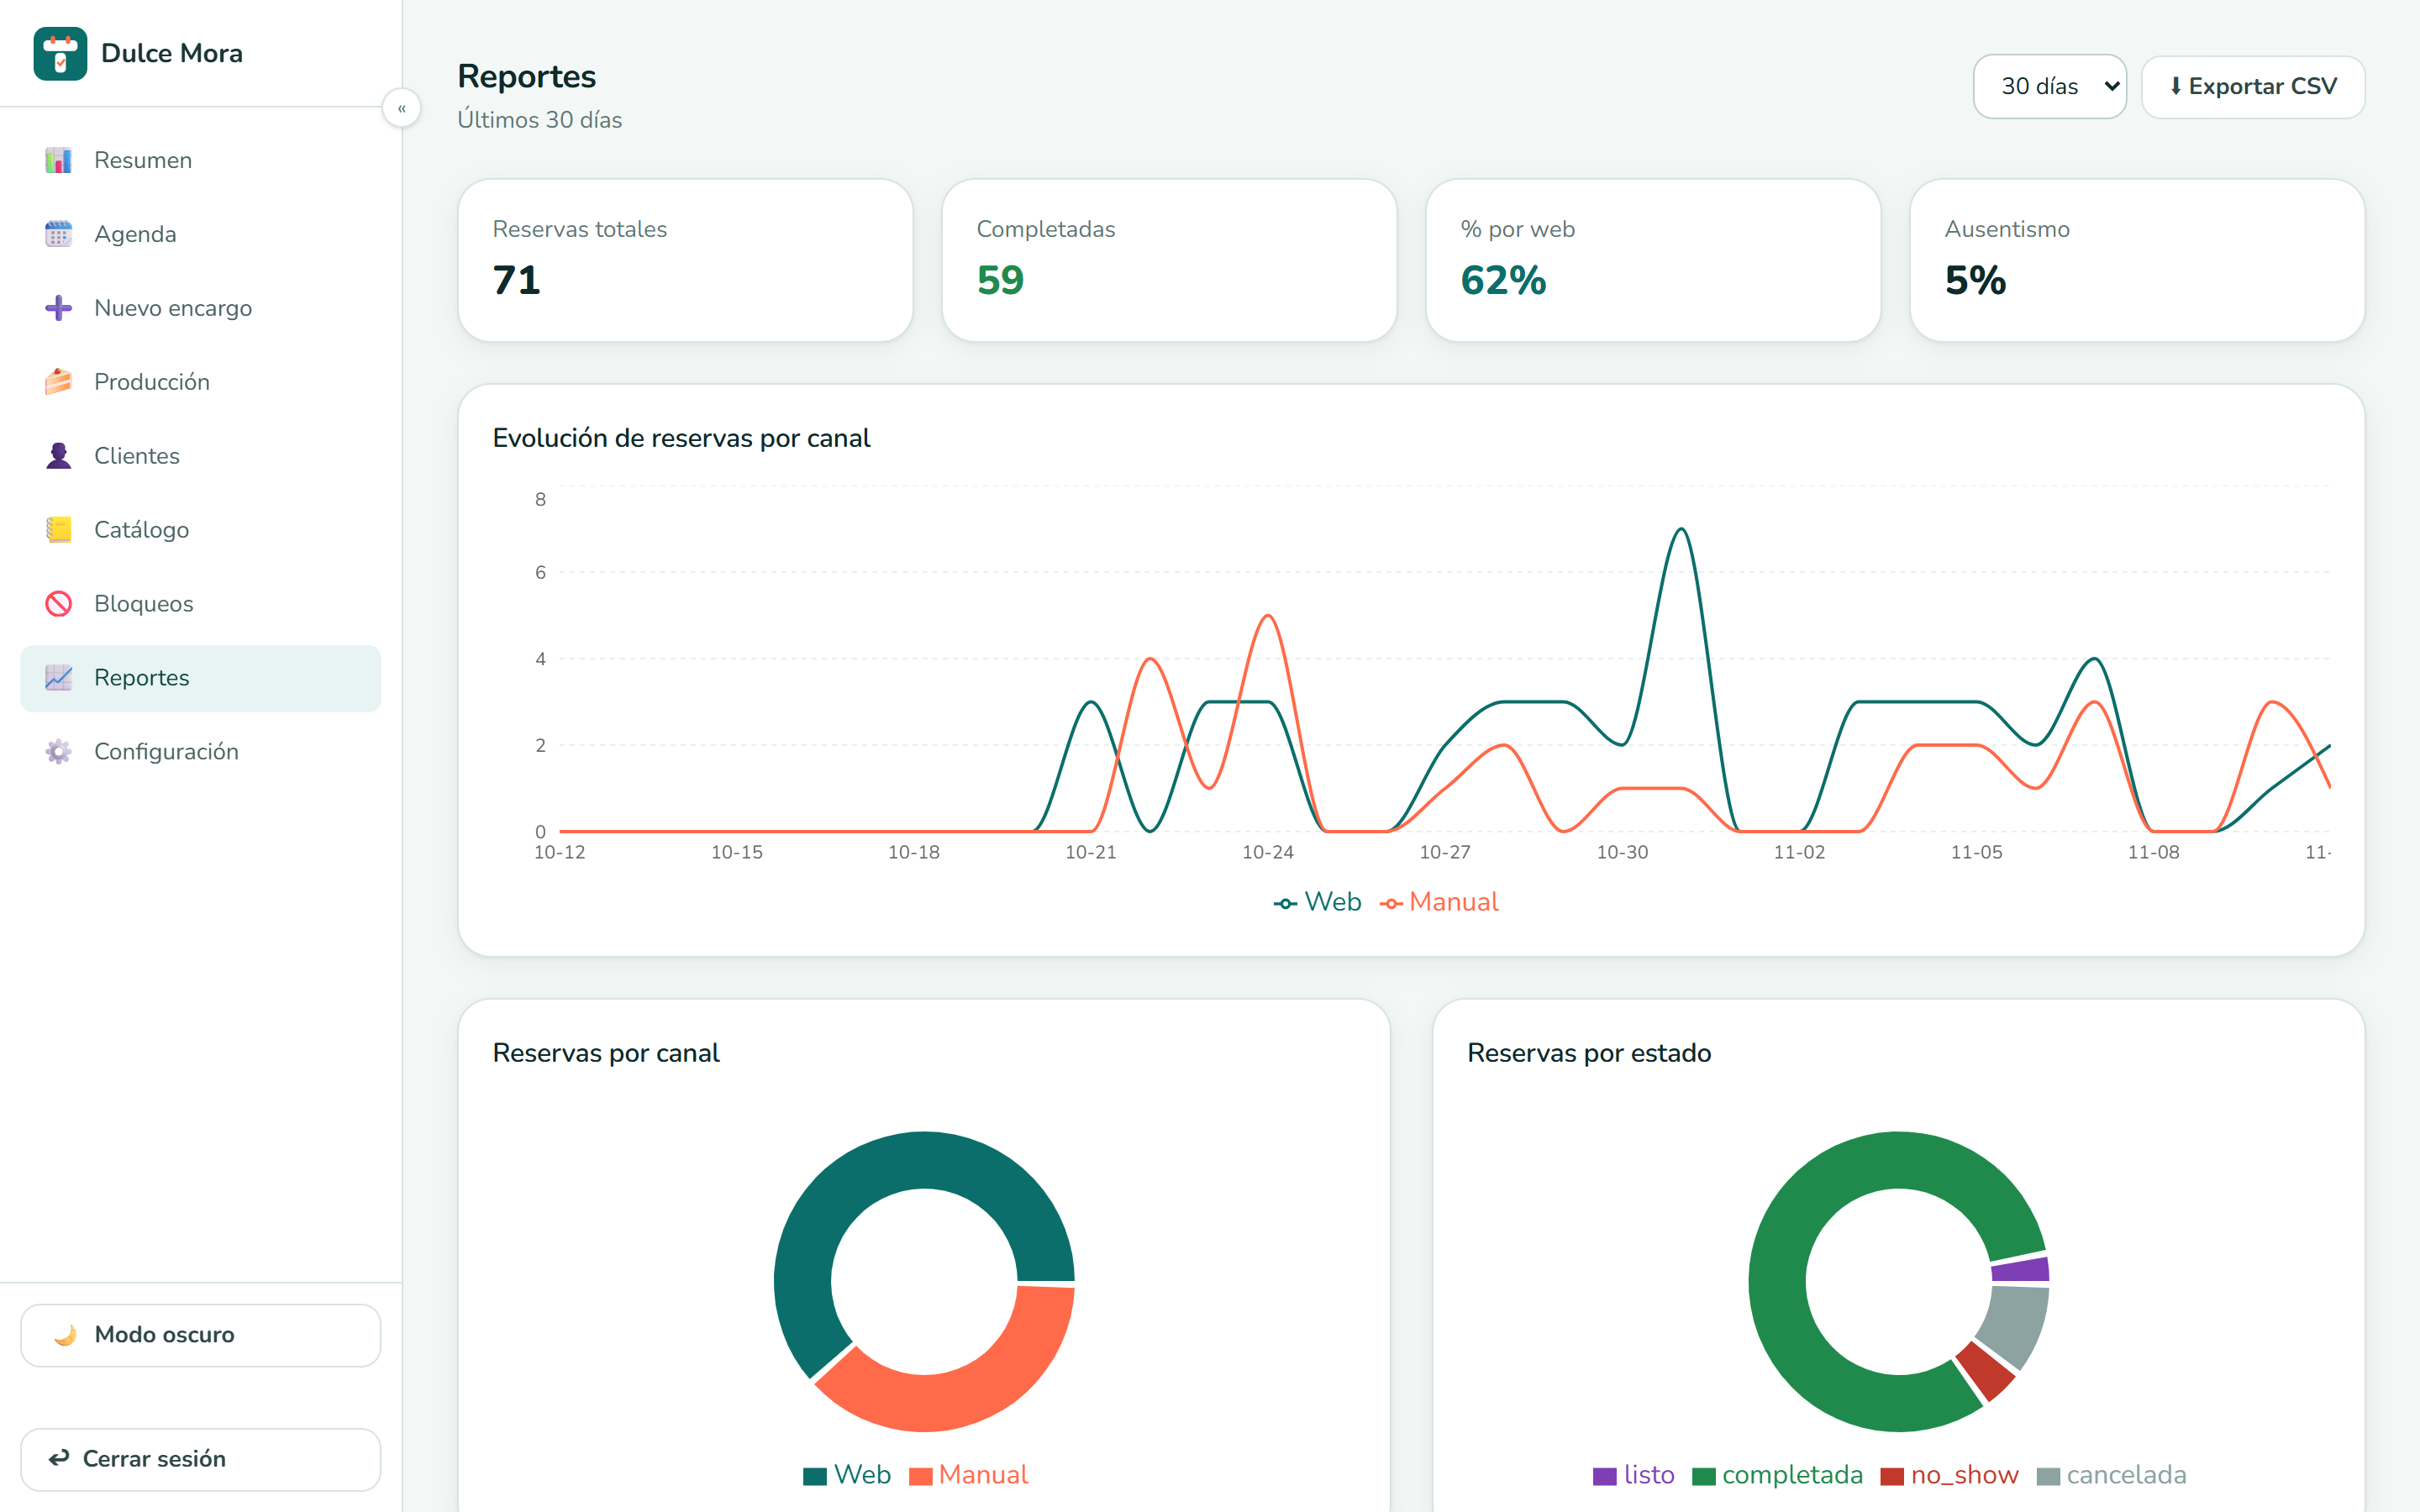 Dulce Mora
«
Resumen
Agenda
Nuevo encargo
Producción
Clientes
Catálogo
Bloqueos
Reportes
Configuración
Modo oscuro
Cerrar sesión
Reportes
Últimos 30 días
30 días
Exportar CSV
Reservas totales
71
Completadas
59
% por web
62%
Ausentismo
5%
Evolución de reservas por canal
8
6
4
2
0
10-12 10-15 10-18 10-21 10-24 10-27 10-30 11-02 11-05 11-08 11-
Web Manual
Reservas por canal
Web Manual
Reservas por estado
listo completada no_show cancelada